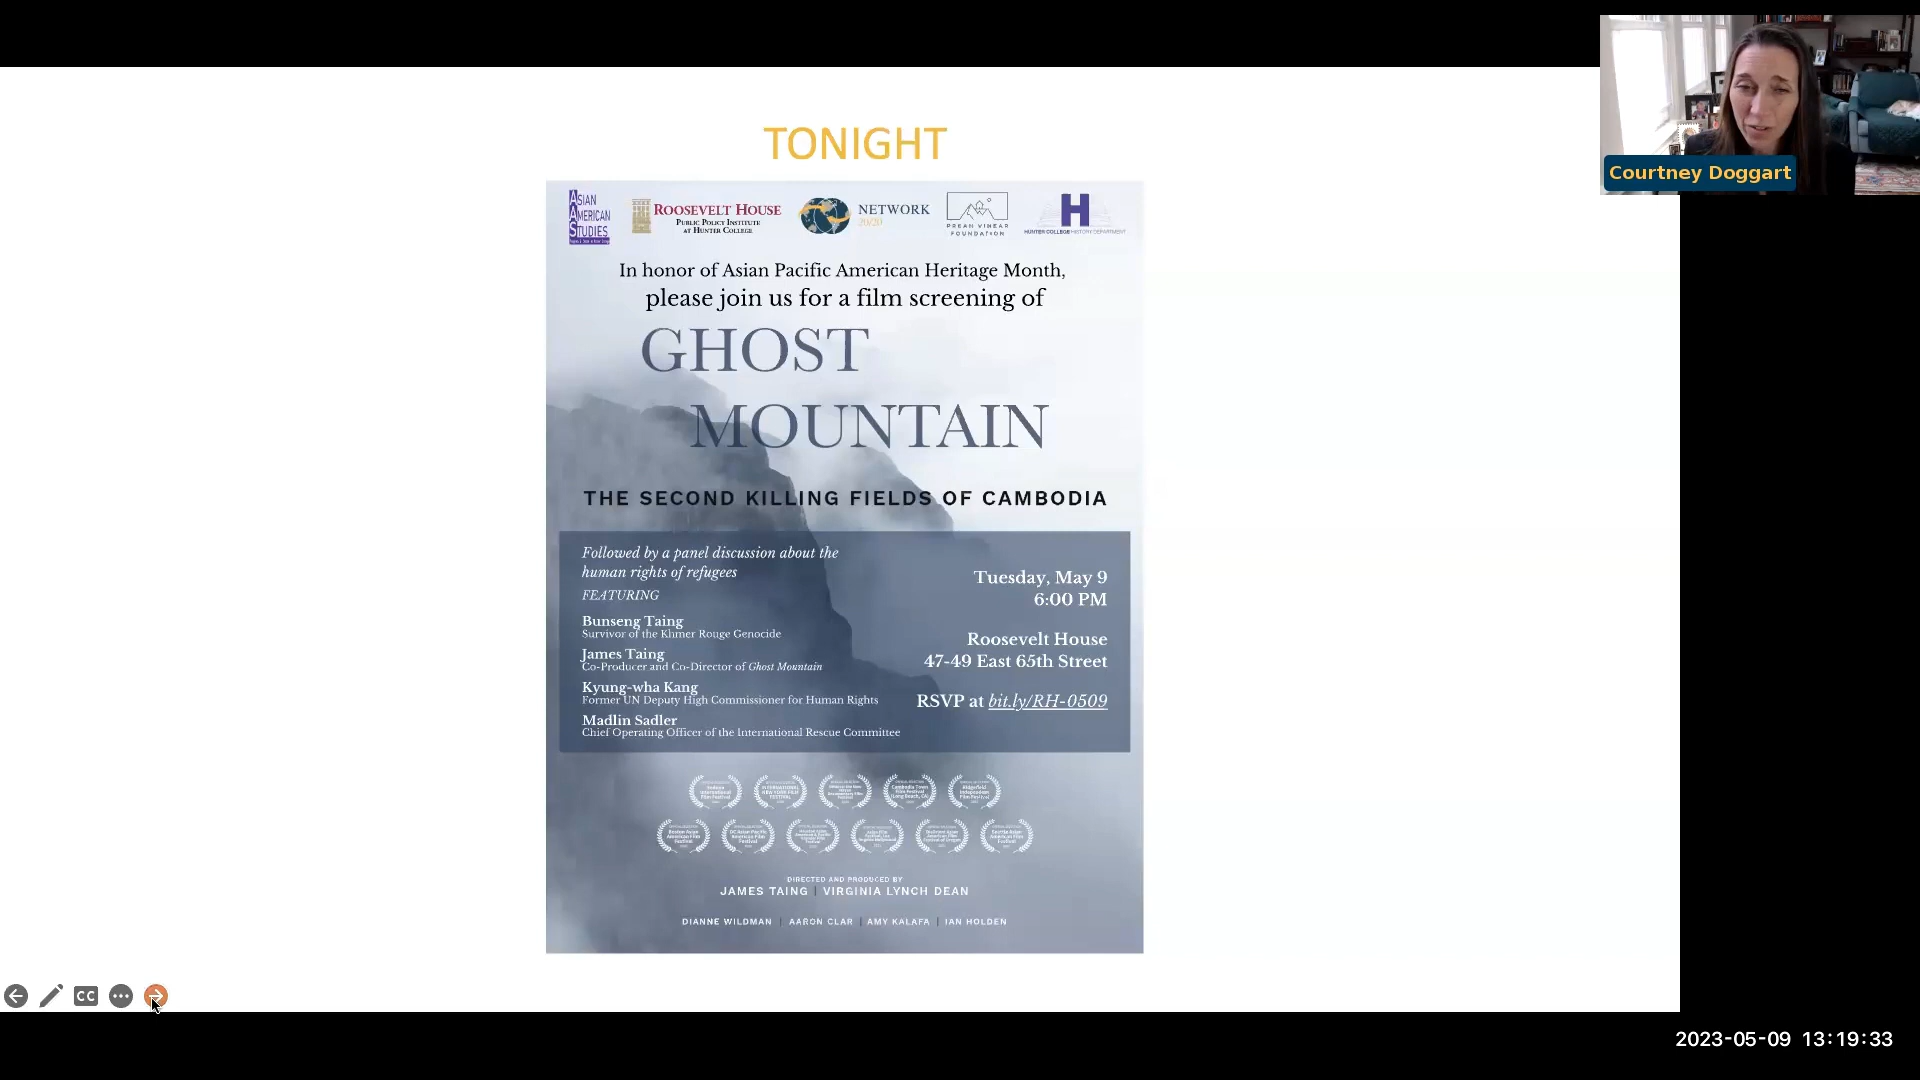 TONIGHT
Courtney Doggart
ASIAN
AMERICAN
STUDIES
ROOSEVELT HOUSE
PUBLIC POLICY INSTITUTE
AT HUNTER COLLEGE
NETWORK
20/20
PREAH VIHEAR
FOUNDATION
H
HUNTER COLLEGE HISTORY DEPARTMENT
In honor of Asian Pacific American Heritage Month,
please join us for a film screening of
GHOST
MOUNTAIN
THE SECOND KILLING FIELDS OF CAMBODIA
Followed by a panel discussion about the
human rights of refugees
FEATURING
Bunseng Taing
Survivor of the Khmer Rouge Genocide
James Taing
Co-Producer and Co-Director of Ghost Mountain
Kyung-wha Kang
Former UN Deputy High Commissioner for Human Rights
Madlin Sadler
Chief Operating Officer of the International Rescue Committee
Tuesday, May 9
6:00 PM
Roosevelt House
47-49 East 65th Street
RSVP at bit.ly/RH-0509
DIRECTED AND PRODUCED BY
JAMES TAING | VIRGINIA LYNCH DEAN
DIANNE WILDMAN | AARON CLAR | AMY KALAFA | IAN HOLDEN
CC
2023-05-09 13:19:33